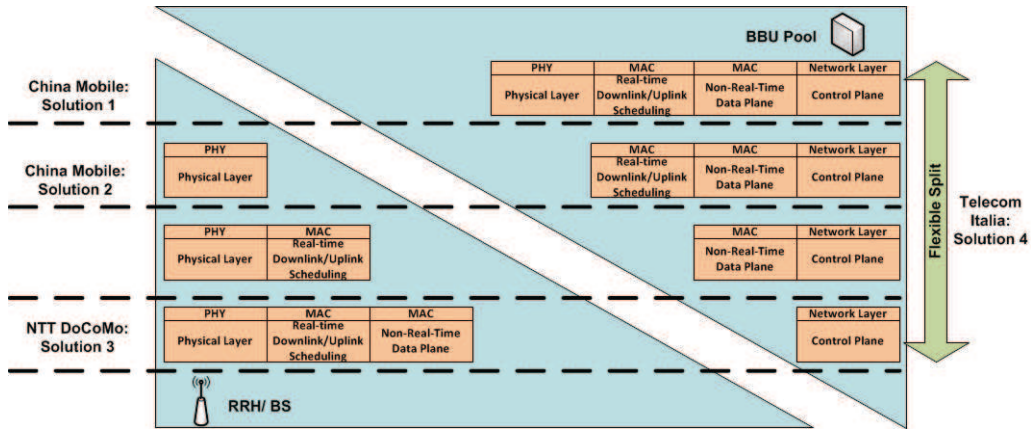 BBU Pool
China Mobile:
Solution 1
PHY
Physical Layer
MAC
Real-time
Downlink/Uplink
Scheduling
MAC
Non-Real-Time
Data Plane
Network Layer
Control Plane
China Mobile:
Solution 2
PHY
Physical Layer
MAC
Real-time
Downlink/Uplink
Scheduling
MAC
Non-Real-Time
Data Plane
Network Layer
Control Plane
PHY
Physical Layer
MAC
Real-time
Downlink/Uplink
Scheduling
MAC
Non-Real-Time
Data Plane
Network Layer
Control Plane
NTT DoCoMo:
Solution 3
PHY
Physical Layer
MAC
Real-time
Downlink/Uplink
Scheduling
MAC
Non-Real-Time
Data Plane
Network Layer
Control Plane
Flexible Split
Telecom
Italia:
Solution 4
RRH/ BS